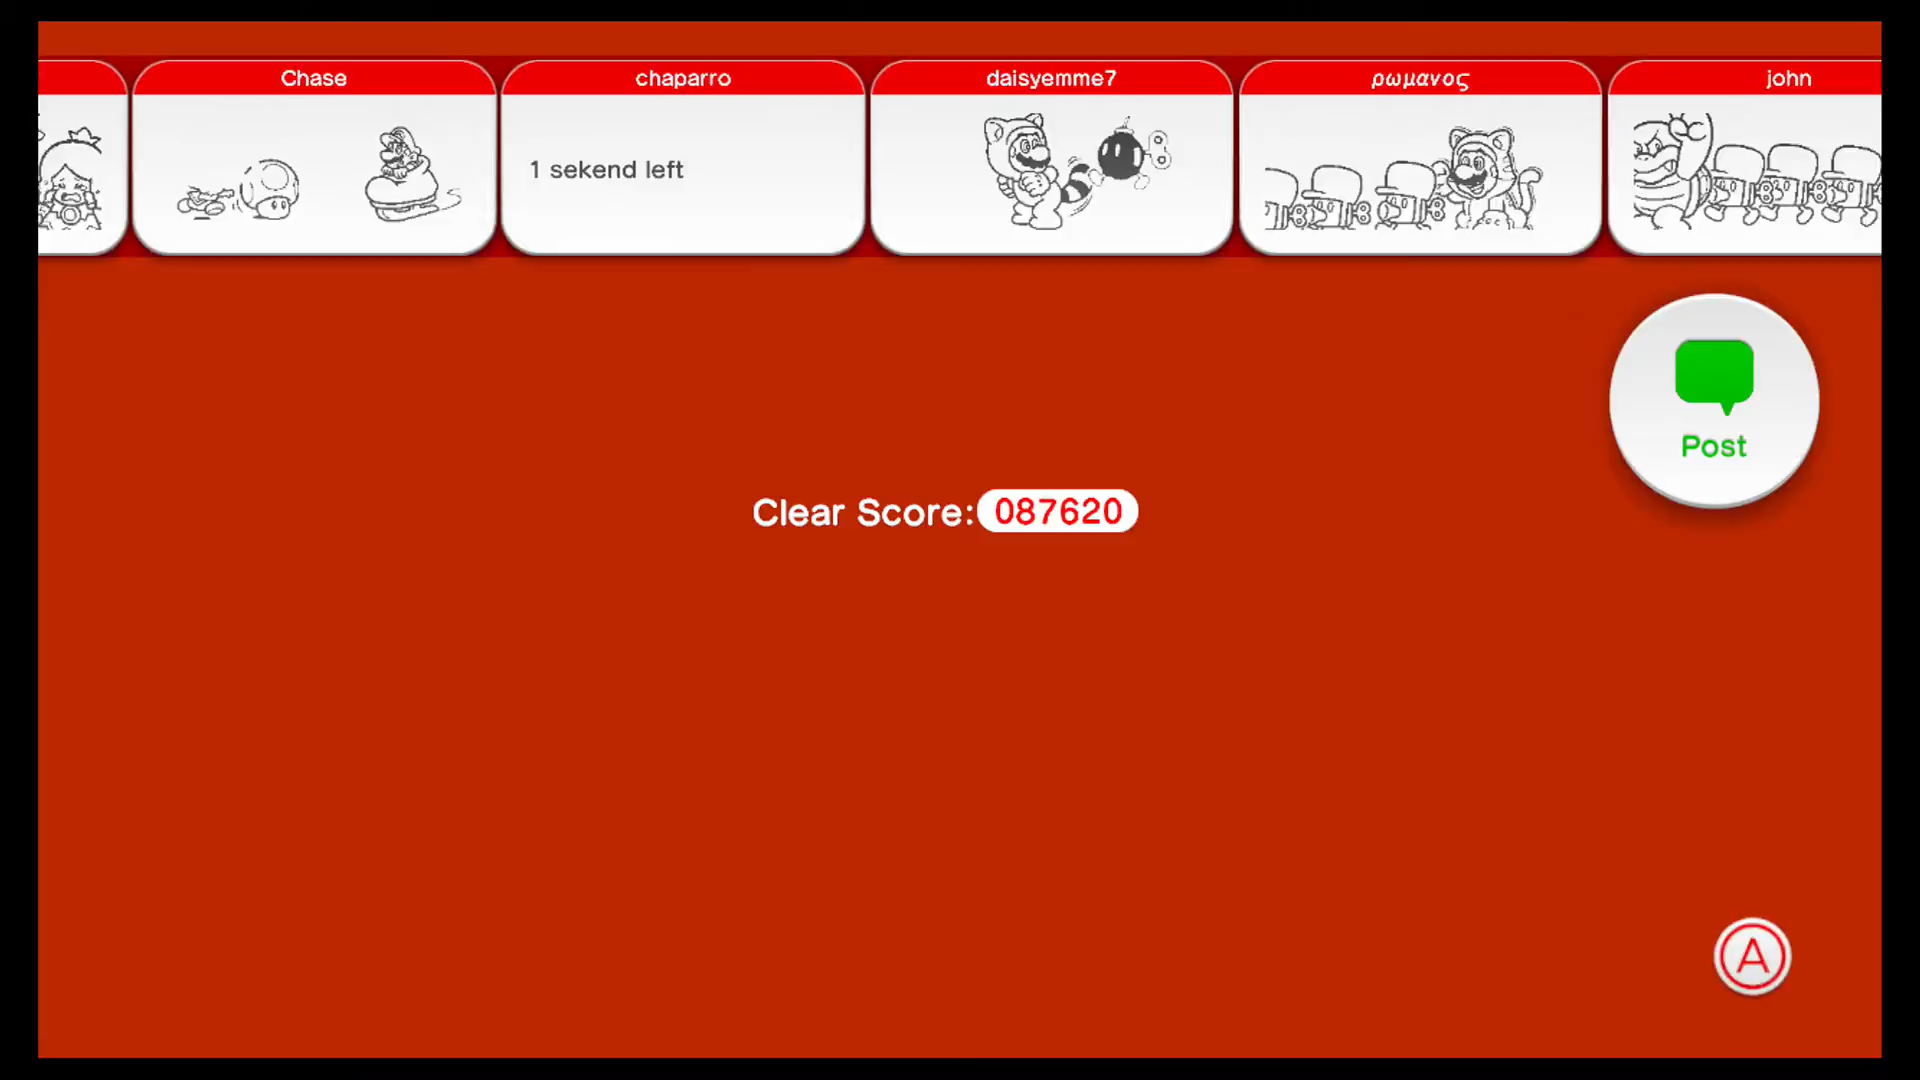 Chase
chaparro
daisyemme7
ρωμανος
john
1 sekend left
Post
Clear Score: 087620
A